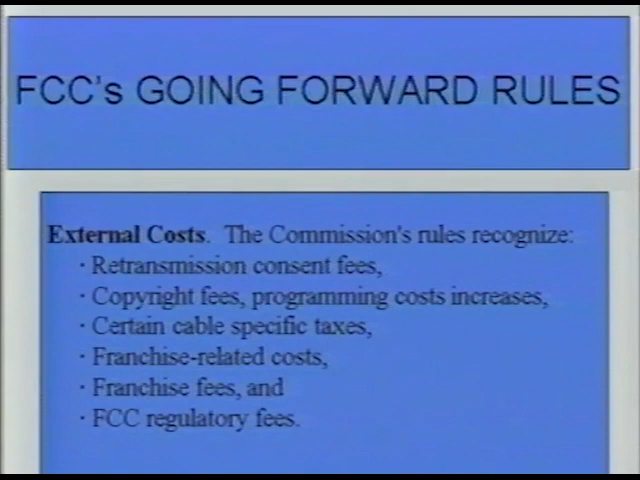 FCC's GOING FORWARD RULES
External Costs. The Commission's rules recognize:
· Retransmission consent fees,
· Copyright fees, programming costs increases,
· Certain cable specific taxes,
· Franchise-related costs,
· Franchise fees, and
· FCC regulatory fees.